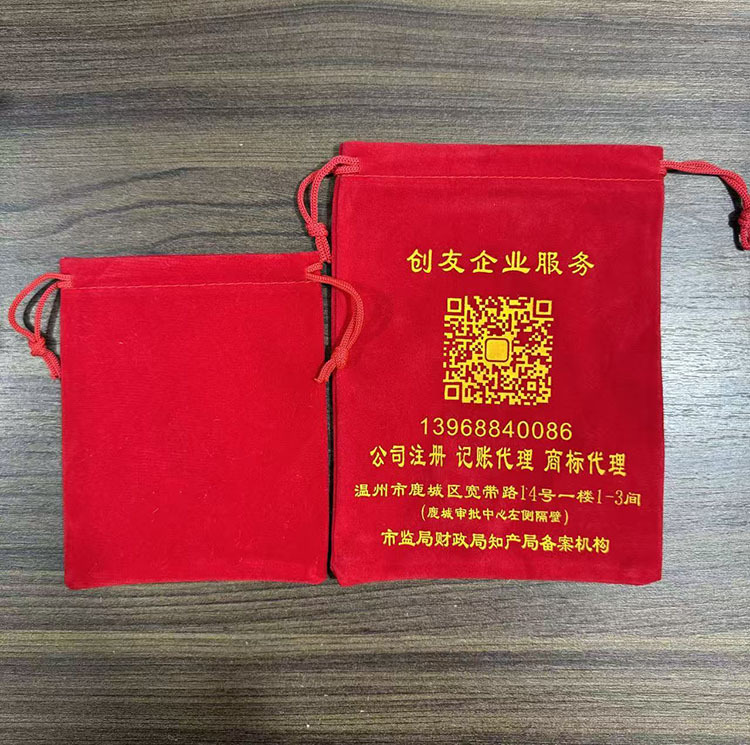 创友企业服务
13968840086
公司注册 记账代理 商标代理
温州市鹿城区宽带路14号一楼1-3间
(鹿城审批中心左侧隔壁)
市监局财政局知产局备案机构